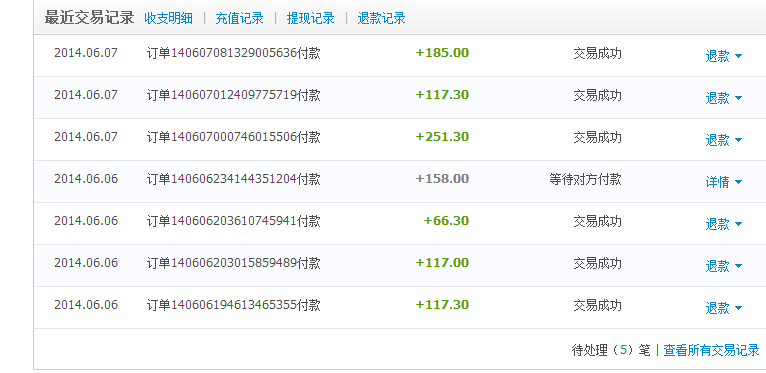 最近交易记录 收支明细 | 充值记录 | 提现记录 | 退款记录
2014.06.07 订单140607081329005636付款 +185.00 交易成功 退款
2014.06.07 订单140607012409775719付款 +117.30 交易成功 退款
2014.06.07 订单140607000746015506付款 +251.30 交易成功 退款
2014.06.06 订单140606234144351204付款 +158.00 等待对方付款 详情
2014.06.06 订单140606203610745941付款 +66.30 交易成功 退款
2014.06.06 订单140606203015859489付款 +117.00 交易成功 退款
2014.06.06 订单140606194613465355付款 +117.30 交易成功 退款
待处理（5）笔 | 查看所有交易记录